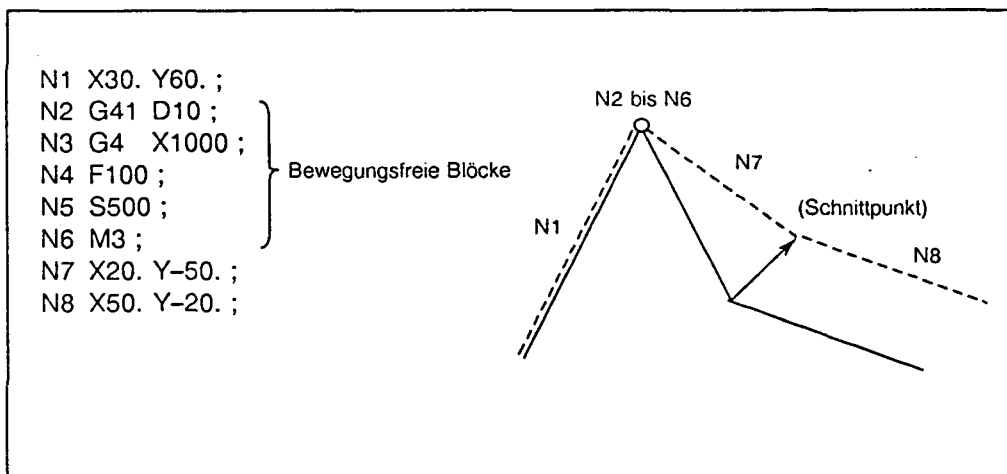 N1 X30. Y60. ;
N2 G41 D10 ;
N3 G4 X1000 ;
N4 F100 ;
N5 S500 ;
N6 M3 ;
N7 X20. Y–50. ;
N8 X50. Y–20. ;
Bewegungsfreie Blöcke
N2 bis N6
N7
(Schnittpunkt)
N1
N8